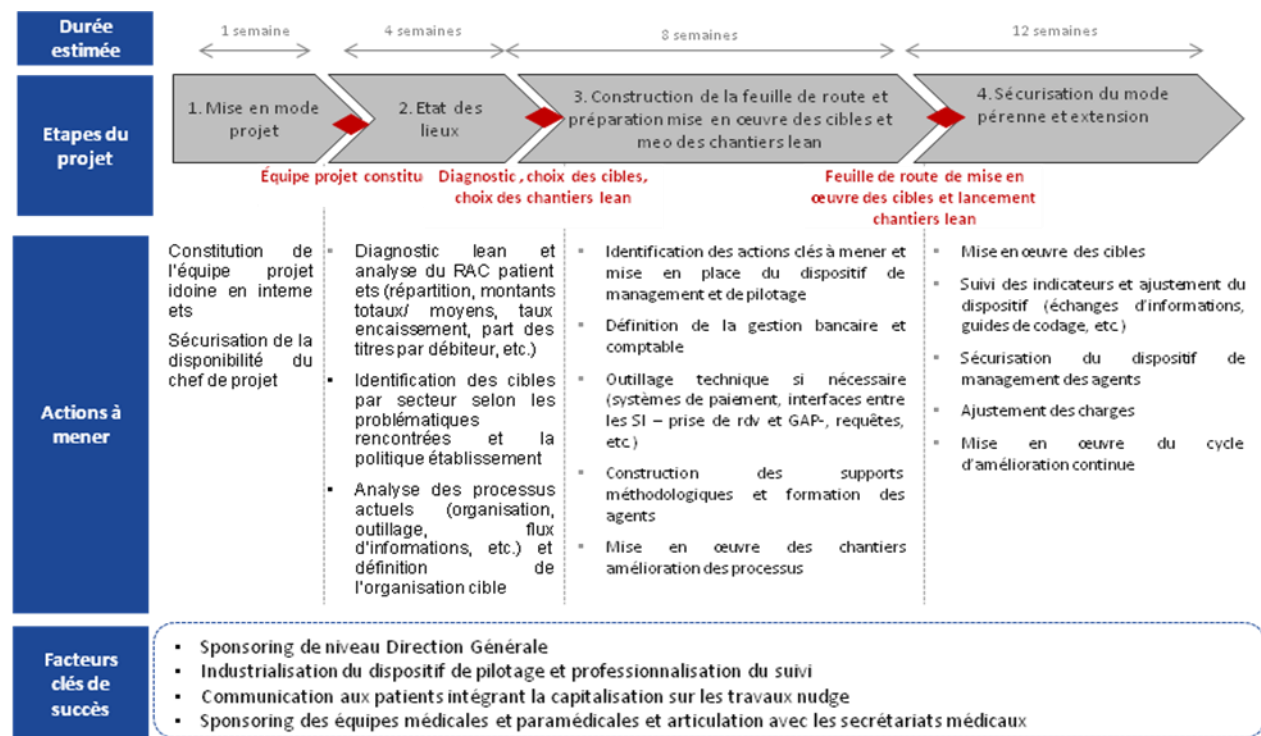 Durée
estimée
1 semaine
4 semaines
8 semaines
12 semaines
Etapes du
projet
1. Mise en mode
projet
2. Etat des
lieux
3. Construction de la feuille de route et
préparation mise en œuvre des cibles et
meo des chantiers lean
4. Sécurisation du mode
pérenne et extension
Équipe projet constitu
Diagnostic, choix des cibles,
choix des chantiers lean
Feuille de route de mise en
œuvre des cibles et lancement
chantiers lean
Actions à
mener
Constitution de
l'équipe projet
idoine en interne
ets
Sécurisation de la
disponibilité du
chef de projet
▪ Diagnostic lean et
analyse du RAC patient
ets (répartition, montants
totaux/ moyens, taux
encaissement, part des
titres par débiteur, etc.)
▪ Identification des cibles
par secteur selon les
problématiques
rencontrées et la
politique établissement
▪ Analyse des processus
actuels (organisation,
outillage, flux
d'informations, etc.) et
définition de
l'organisation cible
▪ Identification des actions clés à mener et
mise en place du dispositif de
management et de pilotage
▪ Définition de la gestion bancaire et
comptable
▪ Outillage technique si nécessaire
(systèmes de paiement, interfaces entre
les SI – prise de rdv et GAP-, requêtes,
etc.)
▪ Construction des supports
méthodologiques et formation des
agents
▪ Mise en œuvre des chantiers
amélioration des processus
▪ Mise en œuvre des cibles
▪ Suivi des indicateurs et ajustement du
dispositif (échanges d'informations,
guides de codage, etc.)
▪ Sécurisation du dispositif de
management des agents
▪ Ajustement des charges
▪ Mise en œuvre du cycle
d'amélioration continue
Facteurs
clés de
succès
▪ Sponsoring de niveau Direction Générale
▪ Industrialisation du dispositif de pilotage et professionnalisation du suivi
▪ Communication aux patients intégrant la capitalisation sur les travaux nudge
▪ Sponsoring des équipes médicales et paramédicales et articulation avec les secrétariats médicaux